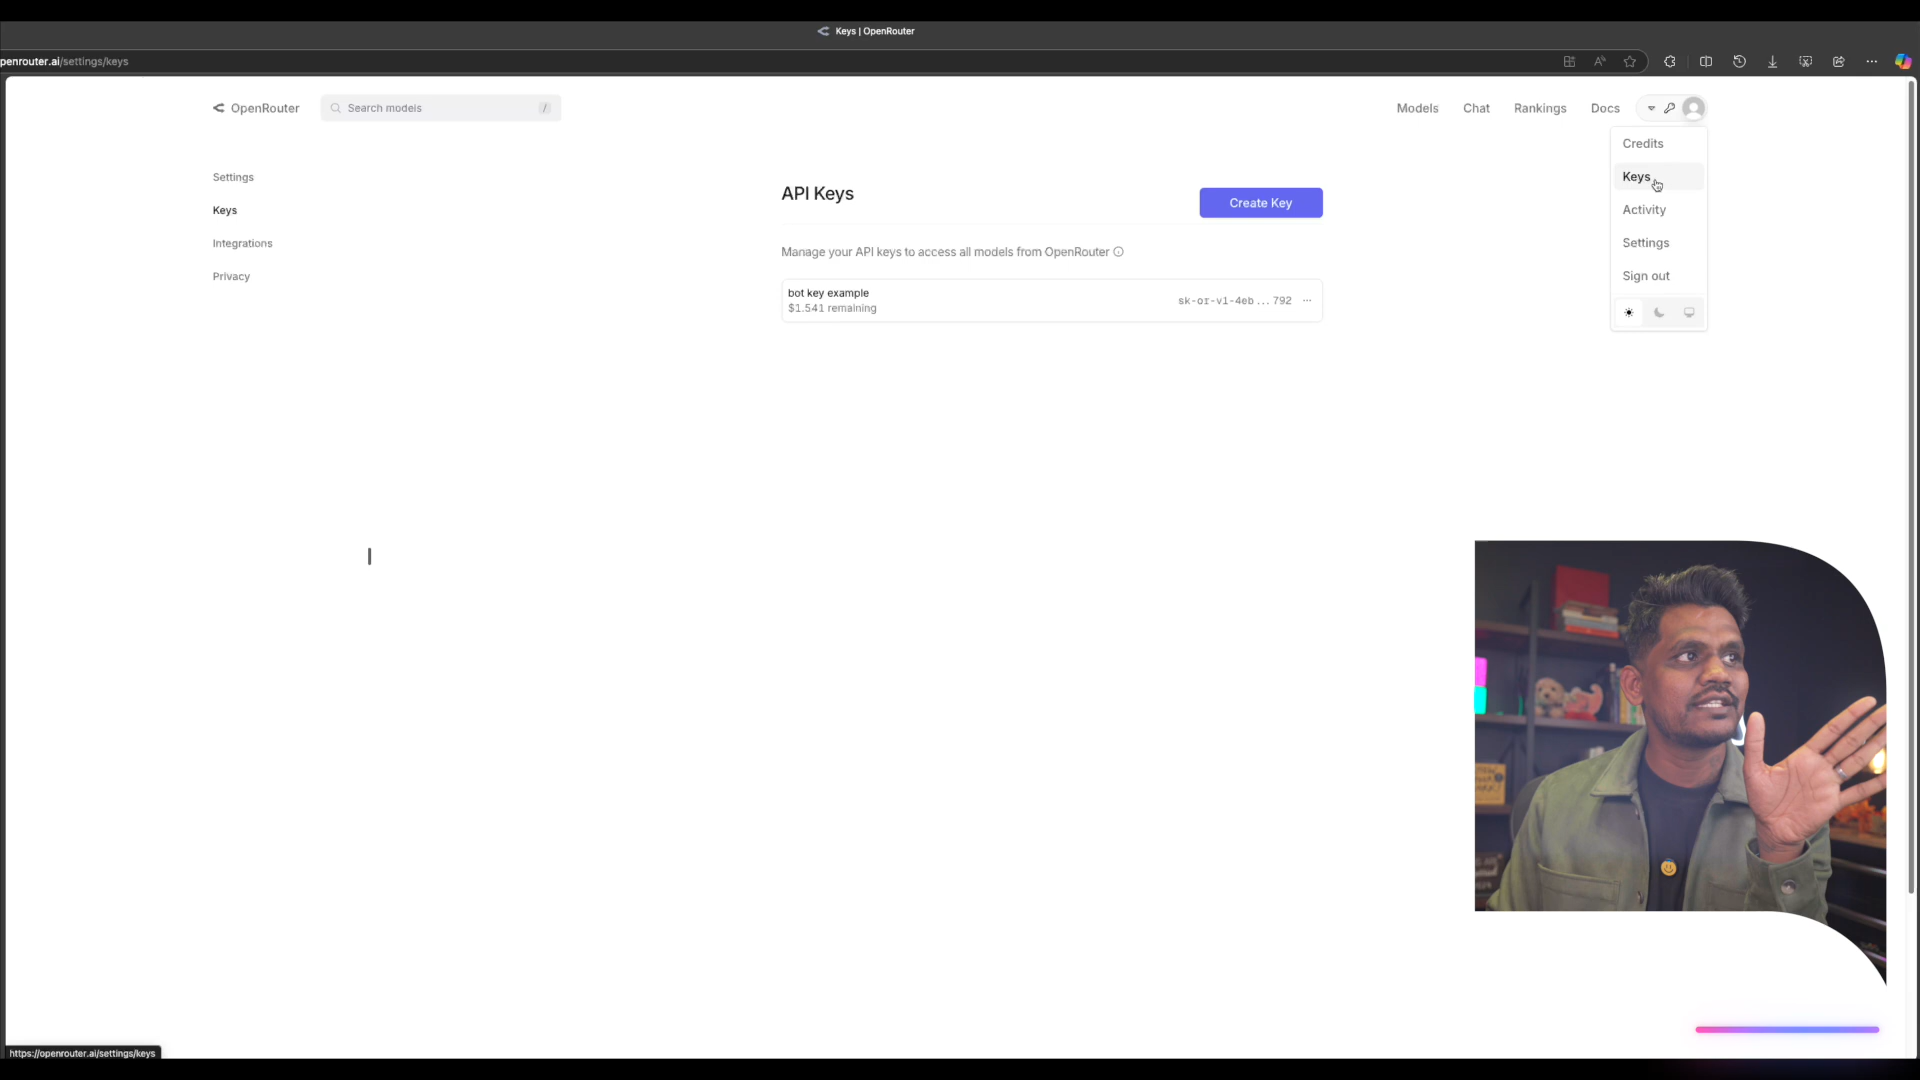 Keys | OpenRouter
penrouter.ai/settings/keys
OpenRouter
Search models
/
Models
Chat
Rankings
Docs
Credits
Keys
Activity
Settings
Sign out
Settings
Keys
Integrations
Privacy
API Keys
Create Key
Manage your API keys to access all models from OpenRouter
bot key example
$1.541 remaining
sk-or-v1-4eb...792
https://openrouter.ai/settings/keys